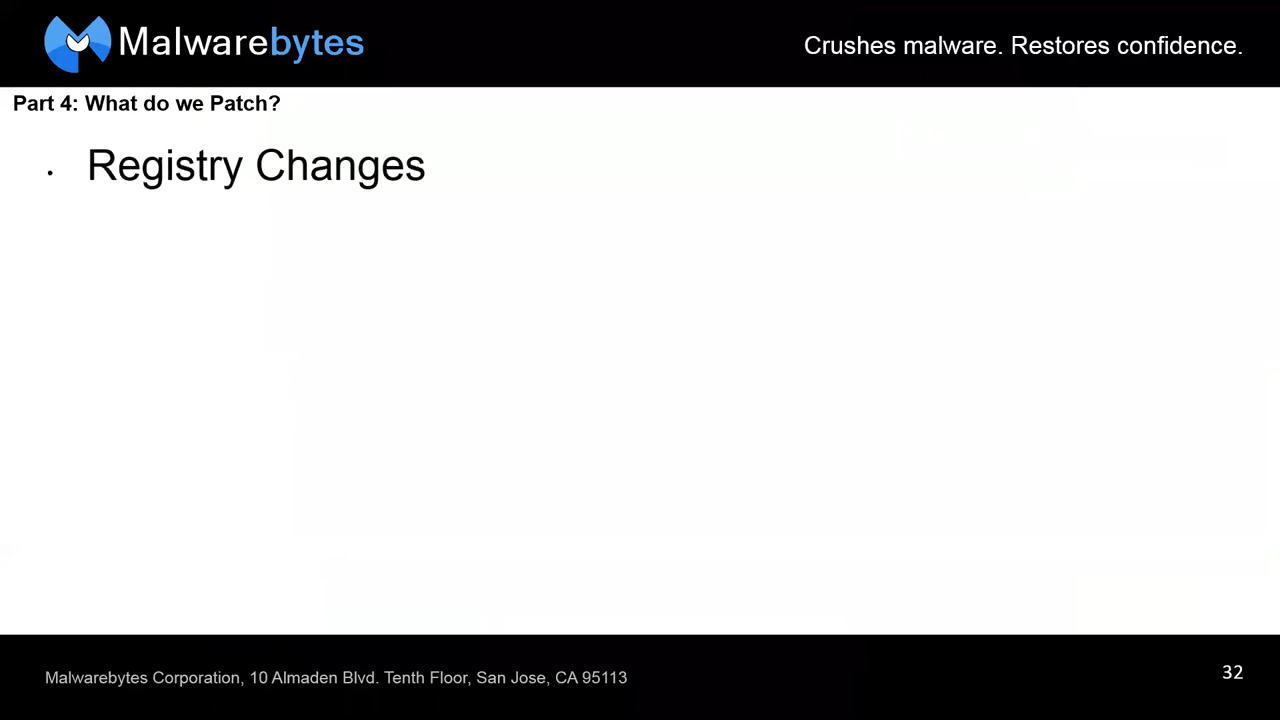 Malwarebytes
Crushes malware. Restores confidence.
Part 4: What do we Patch?
• Registry Changes
Malwarebytes Corporation, 10 Almaden Blvd. Tenth Floor, San Jose, CA 95113
32